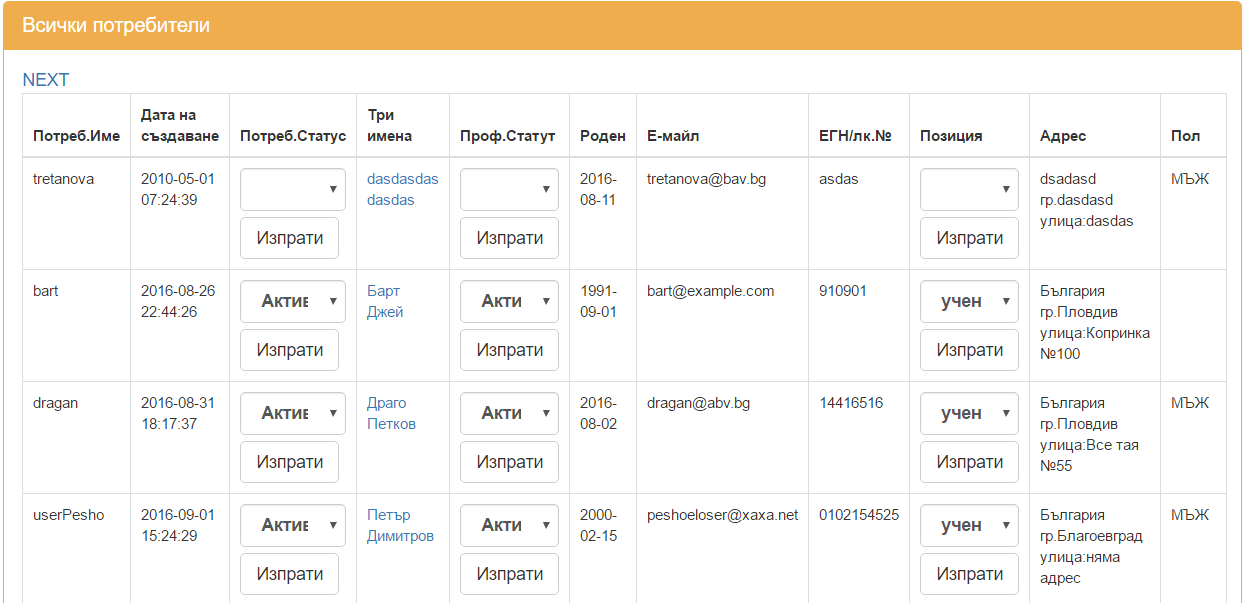 Всички потребители
NEXT
Потреб.Име
Дата на
създаване
Потреб.Статус
Три
имена
Проф.Статут
Роден
Е-майл
ЕГН/лк.№
Позиция
Адрес
Пол
tretanova
2010-05-01
07:24:39
Изпрати
dasdasdas
dasdas
Изпрати
2016-
08-11
tretanova@bav.bg
asdas
Изпрати
dsadasd
гр.dasdasd
улица:dasdas
МЪЖ
bart
2016-08-26
22:44:26
Актив
Изпрати
Барт
Джей
Акти
Изпрати
1991-
09-01
bart@example.com
910901
учен
Изпрати
България
гр.Пловдив
улица:Копринка
№100
dragan
2016-08-31
18:17:37
Актив
Изпрати
Драго
Петков
Акти
Изпрати
2016-
08-02
dragan@abv.bg
14416516
учен
Изпрати
България
гр.Пловдив
улица:Все тая
№55
МЪЖ
userPesho
2016-09-01
15:24:29
Актив
Изпрати
Петър
Димитров
Акти
Изпрати
2000-
02-15
peshoeloser@xaxa.net
0102154525
учен
Изпрати
България
гр.Благоевград
улица:няма
адрес
МЪЖ